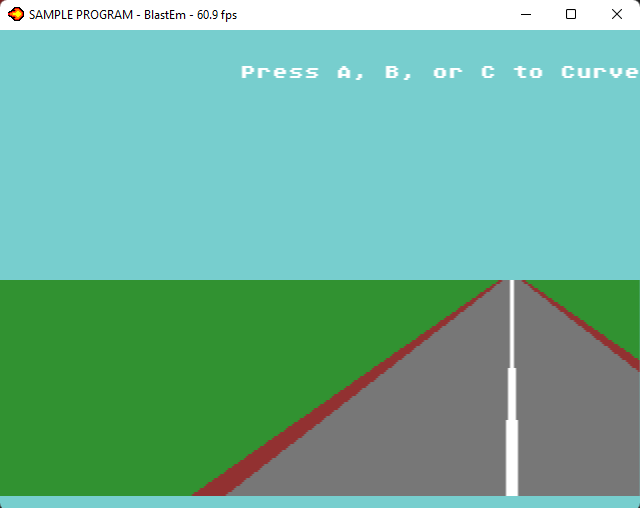 SAMPLE PROGRAM - BlastEm - 60.9 fps
Press A, B, or C to Curve